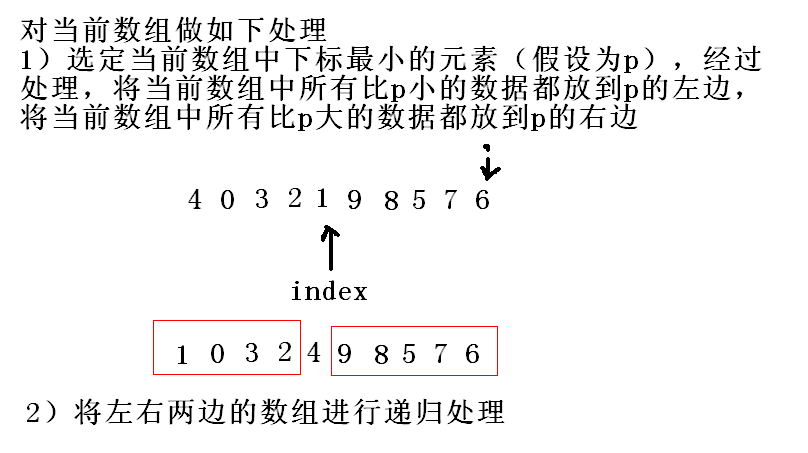 对当前数组做如下处理
1）选定当前数组中下标最小的元素（假设为p），经过
处理，将当前数组中所有比p小的数据都放到p的左边，
将当前数组中所有比p大的数据都放到p的右边
i
4 0 3 2 1 9 8 5 7 6
index
1 0 3 2 4 9 8 5 7 6
2）将左右两边的数组进行递归处理